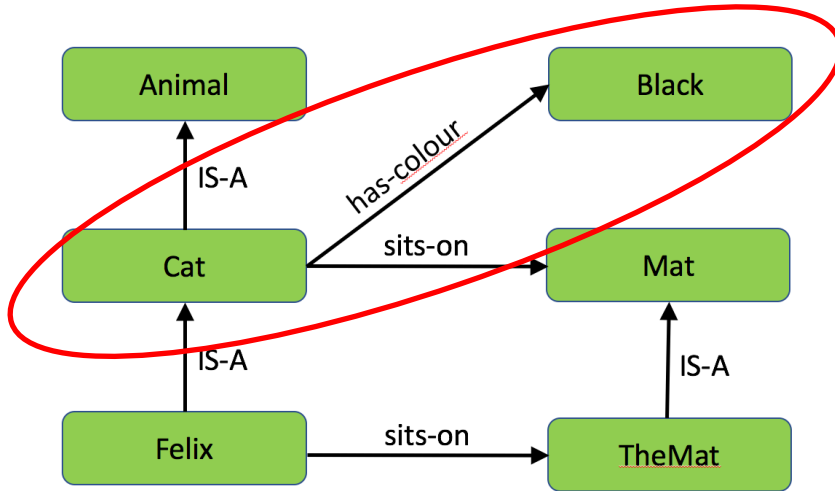 Animal
Black
has-colour
IS-A
Cat
sits-on
Mat
IS-A
IS-A
Felix
sits-on
TheMat